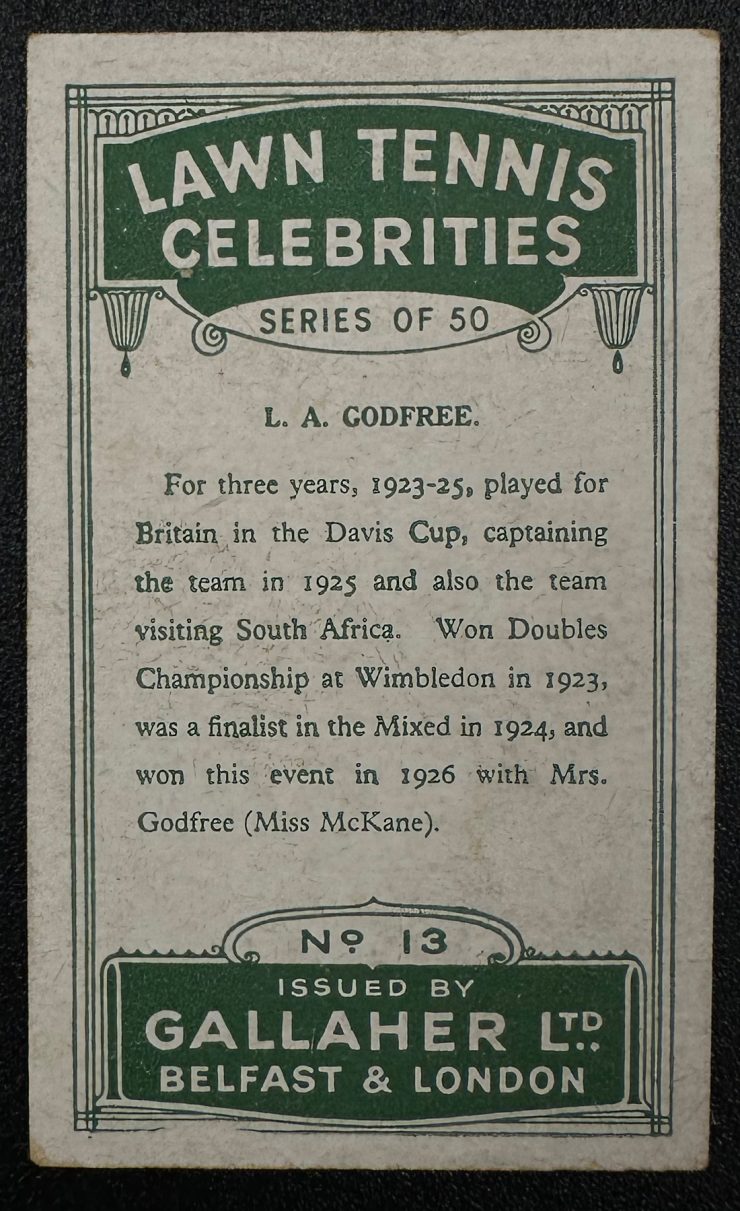 LAWN TENNIS
CELEBRITIES
SERIES OF 50
L. A. GODFREE.
For three years, 1923-25, played for
Britain in the Davis Cup, captaining
the team in 1925 and also the team
visiting South Africa. Won Doubles
Championship at Wimbledon in 1923,
was a finalist in the Mixed in 1924, and
won this event in 1926 with Mrs.
Godfree (Miss McKane).
Nº 13
ISSUED BY
GALLAHER LTD
BELFAST & LONDON